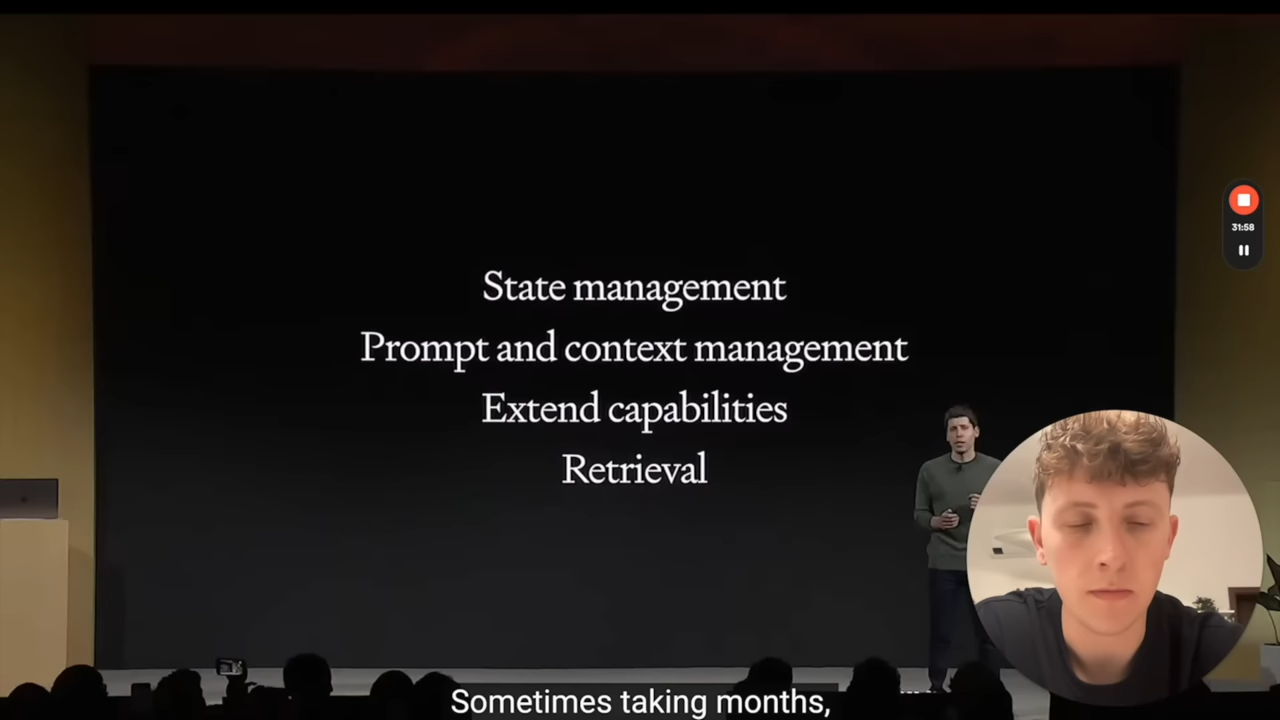 State management
Prompt and context management
Extend capabilities
Retrieval
31:58
Sometimes taking months,